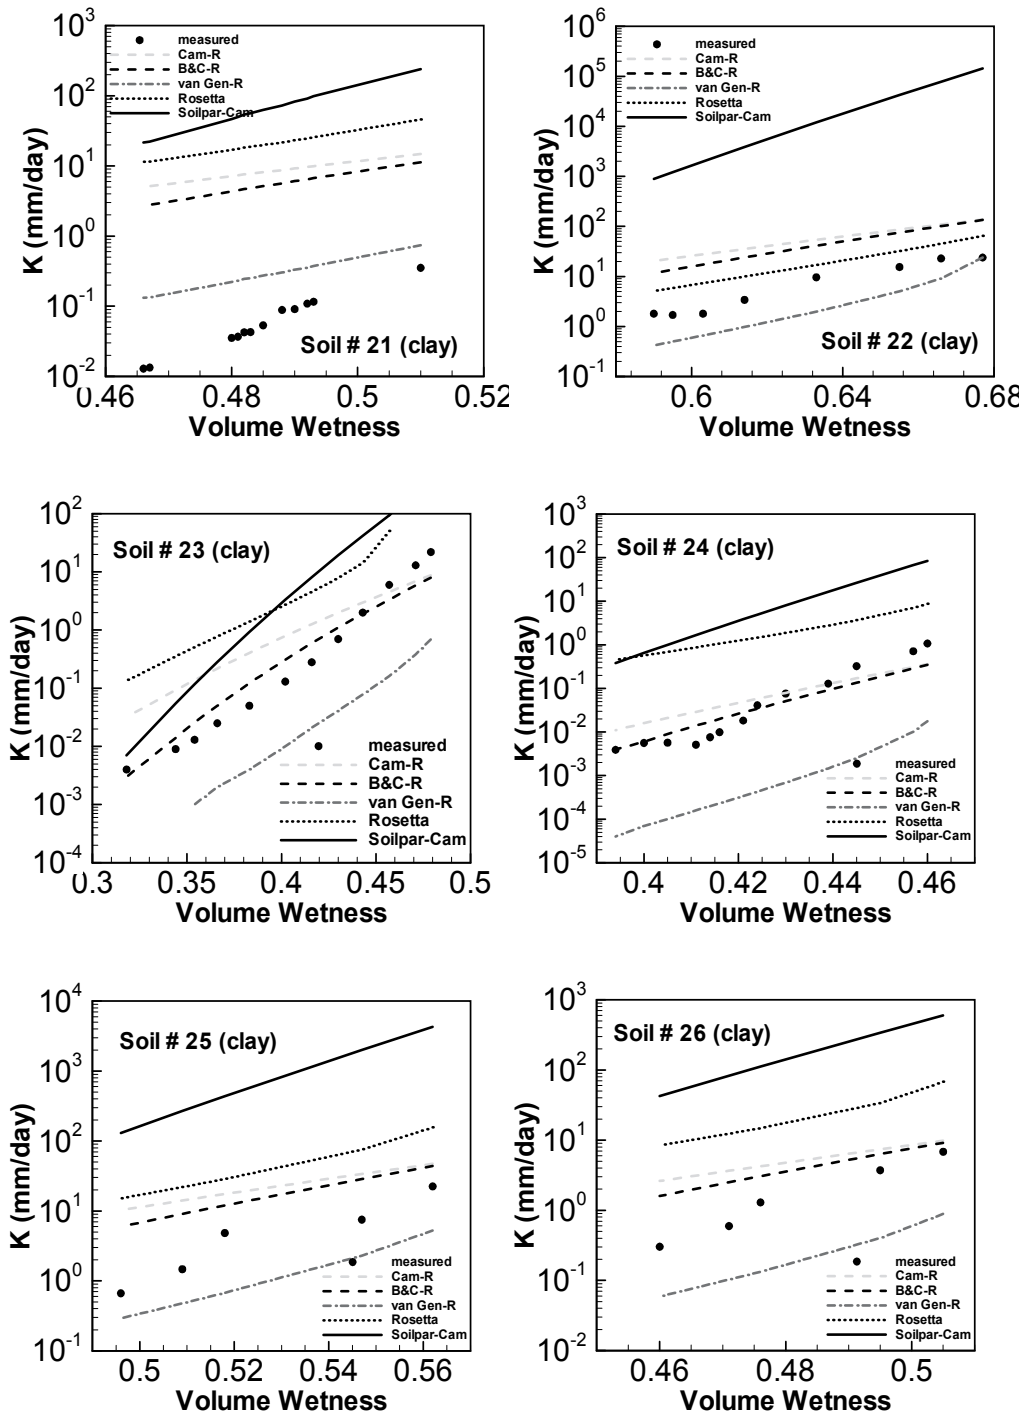 10^3
10^2
10^1
10^0
10^-1
10^-2
K (mm/day)
measured
Cam-R
B&C-R
van Gen-R
Rosetta
Soilpar-Cam
Soil # 21 (clay)
0.46 0.48 0.5 0.52
Volume Wetness
10^6
10^5
10^4
10^3
10^2
10^1
10^0
10^-1
K (mm/day)
measured
Cam-R
B&C-R
van Gen-R
Rosetta
Soilpar-Cam
Soil # 22 (clay)
0.6 0.64 0.68
Volume Wetness
10^2
10^1
10^0
10^-1
10^-2
10^-3
10^-4
K (mm/day)
Soil # 23 (clay)
measured
Cam-R
B&C-R
van Gen-R
Rosetta
Soilpar-Cam
0.3 0.35 0.4 0.45 0.5
Volume Wetness
10^3
10^2
10^1
10^0
10^-1
10^-2
10^-3
10^-4
10^-5
K (mm/day)
Soil # 24 (clay)
measured
Cam-R
B&C-R
van Gen-R
Rosetta
Soilpar-Cam
0.4 0.42 0.44 0.46
Volume Wetness
10^4
10^3
10^2
10^1
10^0
10^-1
K (mm/day)
Soil # 25 (clay)
measured
Cam-R
B&C-R
van Gen-R
Rosetta
Soilpar-Cam
0.5 0.52 0.54 0.56
Volume Wetness
10^3
10^2
10^1
10^0
10^-1
10^-2
K (mm/day)
Soil # 26 (clay)
measured
Cam-R
B&C-R
van Gen-R
Rosetta
Soilpar-Cam
0.46 0.48 0.5
Volume Wetness